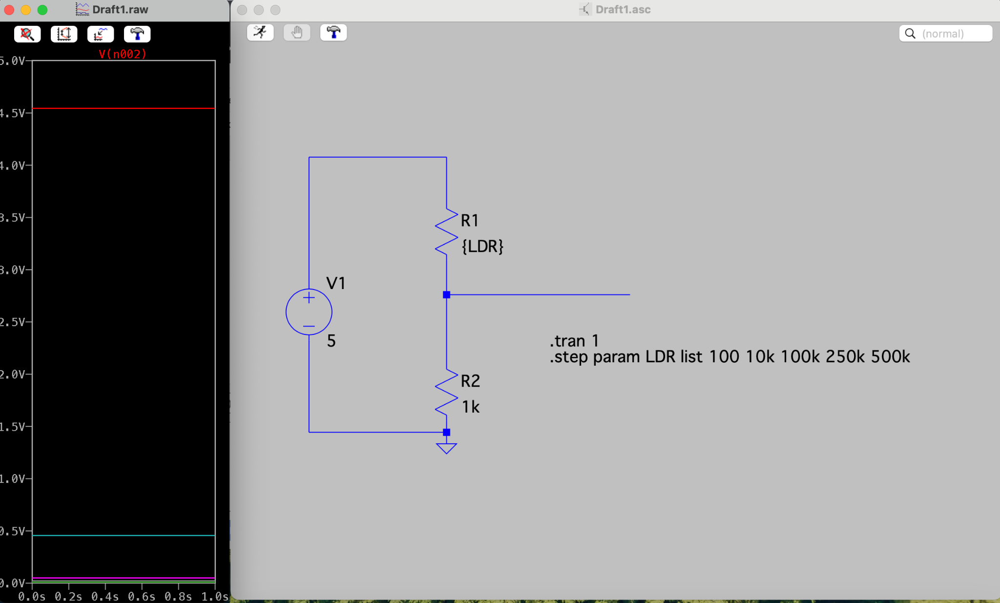 Draft1.raw
Draft1.asc
(normal)
V(n002)
5.0V
4.5V
4.0V
3.5V
3.0V
2.5V
2.0V
1.5V
1.0V
0.5V
0.0V
0.0s 0.2s 0.4s 0.6s 0.8s 1.0s
R1
{LDR}
V1
5
.tran 1
.step param LDR list 100 10k 100k 250k 500k
R2
1k